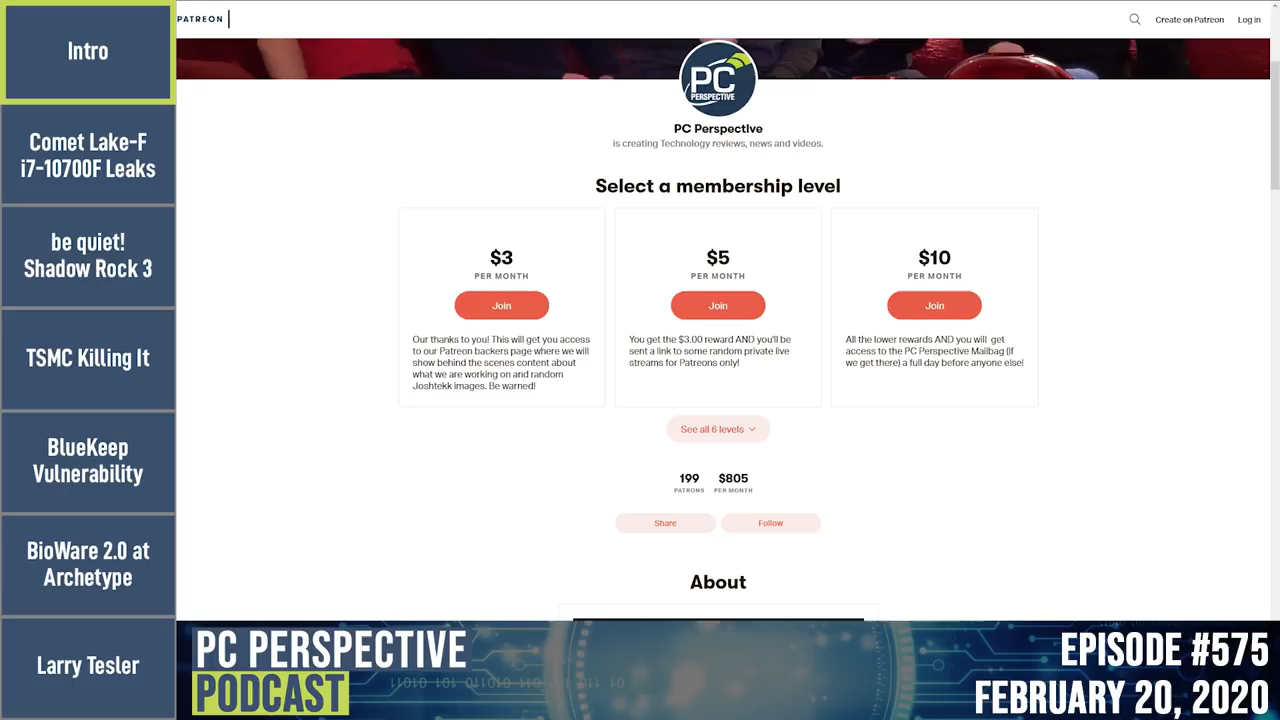 Intro
Comet Lake-F
i7-10700F Leaks
be quiet!
Shadow Rock 3
TSMC Killing It
BlueKeep
Vulnerability
BioWare 2.0 at
Archetype
Larry Tesler
PATREON
Create on Patreon
Log in
PC
PERSPECTIVE
PC Perspective
is creating Technology reviews, news and videos.
Select a membership level
$3
PER MONTH
Join
Our thanks to you! This will get you access
to our Patreon backers page where we will
show behind the scenes content about
what we are working on and random
Joshtekk images. Be warned!
$5
PER MONTH
Join
You get the $3.00 reward AND you'll be
sent a link to some random private live
streams for Patreons only!
$10
PER MONTH
Join
All the lower rewards AND you will get
access to the PC Perspective Mailbag (if
we get there) a full day before anyone else!
See all 6 levels
199
PATRONS
$805
PER MONTH
Share
Follow
About
PC PERSPECTIVE
PODCAST
EPISODE #575
FEBRUARY 20, 2020